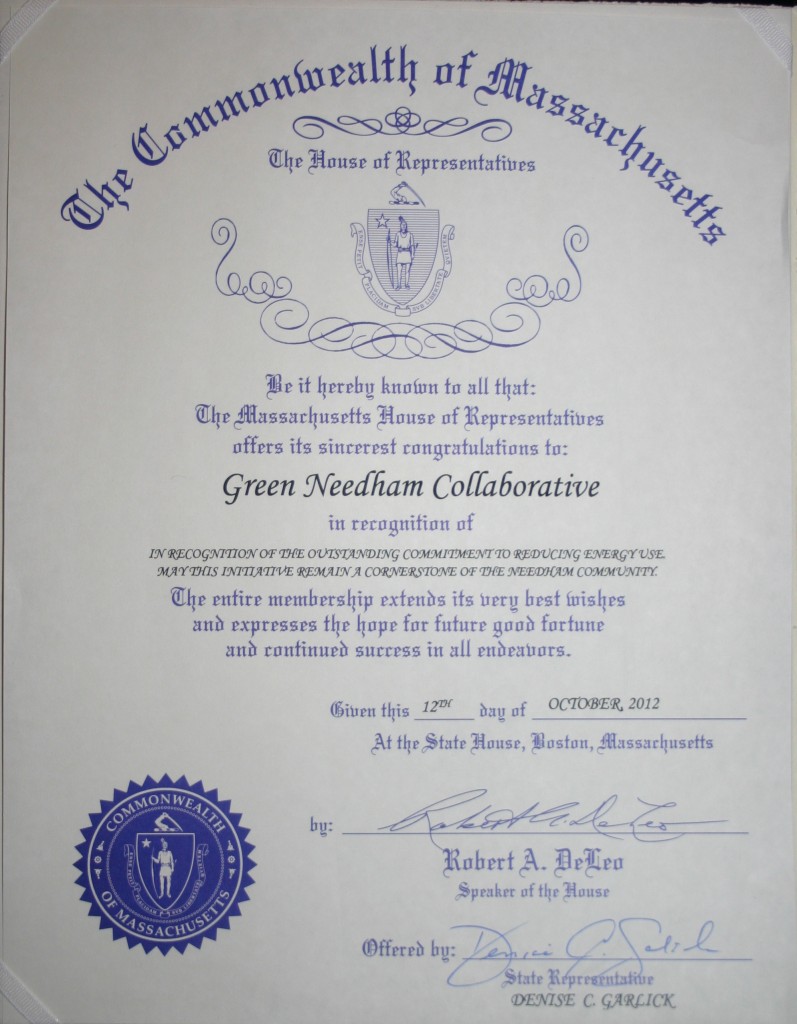 The Commonwealth of Massachusetts
The House of Representatives
Be it hereby known to all that:
The Massachusetts House of Representatives
offers its sincerest congratulations to:
Green Needham Collaborative
in recognition of
IN RECOGNITION OF THE OUTSTANDING COMMITMENT TO REDUCING ENERGY USE.
MAY THIS INITIATIVE REMAIN A CORNERSTONE OF THE NEEDHAM COMMUNITY.
The entire membership extends its very best wishes
and expresses the hope for future good fortune
and continued success in all endeavors.
Given this 12TH day of OCTOBER, 2012
At the State House, Boston, Massachusetts
by: Robert A. DeLeo
Robert A. DeLeo
Speaker of the House
Offered by: Denise C. Garlick
State Representative
DENISE C. GARLICK
COMMONWEALTH
OF MASSACHUSETTS